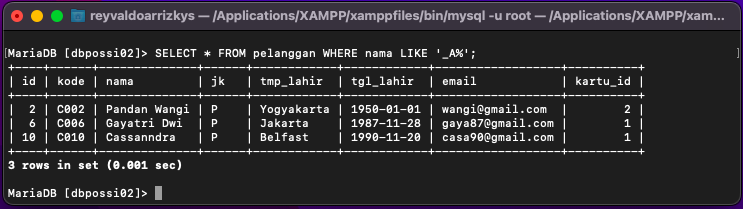 reyvaldoarrizkys — /Applications/XAMPP/xamppfiles/bin/mysql -u root — /Applications/XAMPP/xam...
[MariaDB [dbpossi02]> SELECT * FROM pelanggan WHERE nama LIKE '_A%'; ]
+----+------+--------------+----+------------+------------+------------------+----------+
| id | kode | nama         | jk | tmp_lahir  | tgl_lahir  | email            | kartu_id |
+----+------+--------------+----+------------+------------+------------------+----------+
|  2 | C002 | Pandan Wangi | P  | Yogyakarta | 1950-01-01 | wangi@gmail.com  |        2 |
|  6 | C006 | Gayatri Dwi  | P  | Jakarta    | 1987-11-28 | gaya87@gmail.com |        1 |
| 10 | C010 | Cassanndra   | P  | Belfast    | 1990-11-20 | casa90@gmail.com |        1 |
+----+------+--------------+----+------------+------------+------------------+----------+
3 rows in set (0.001 sec)
MariaDB [dbpossi02]>